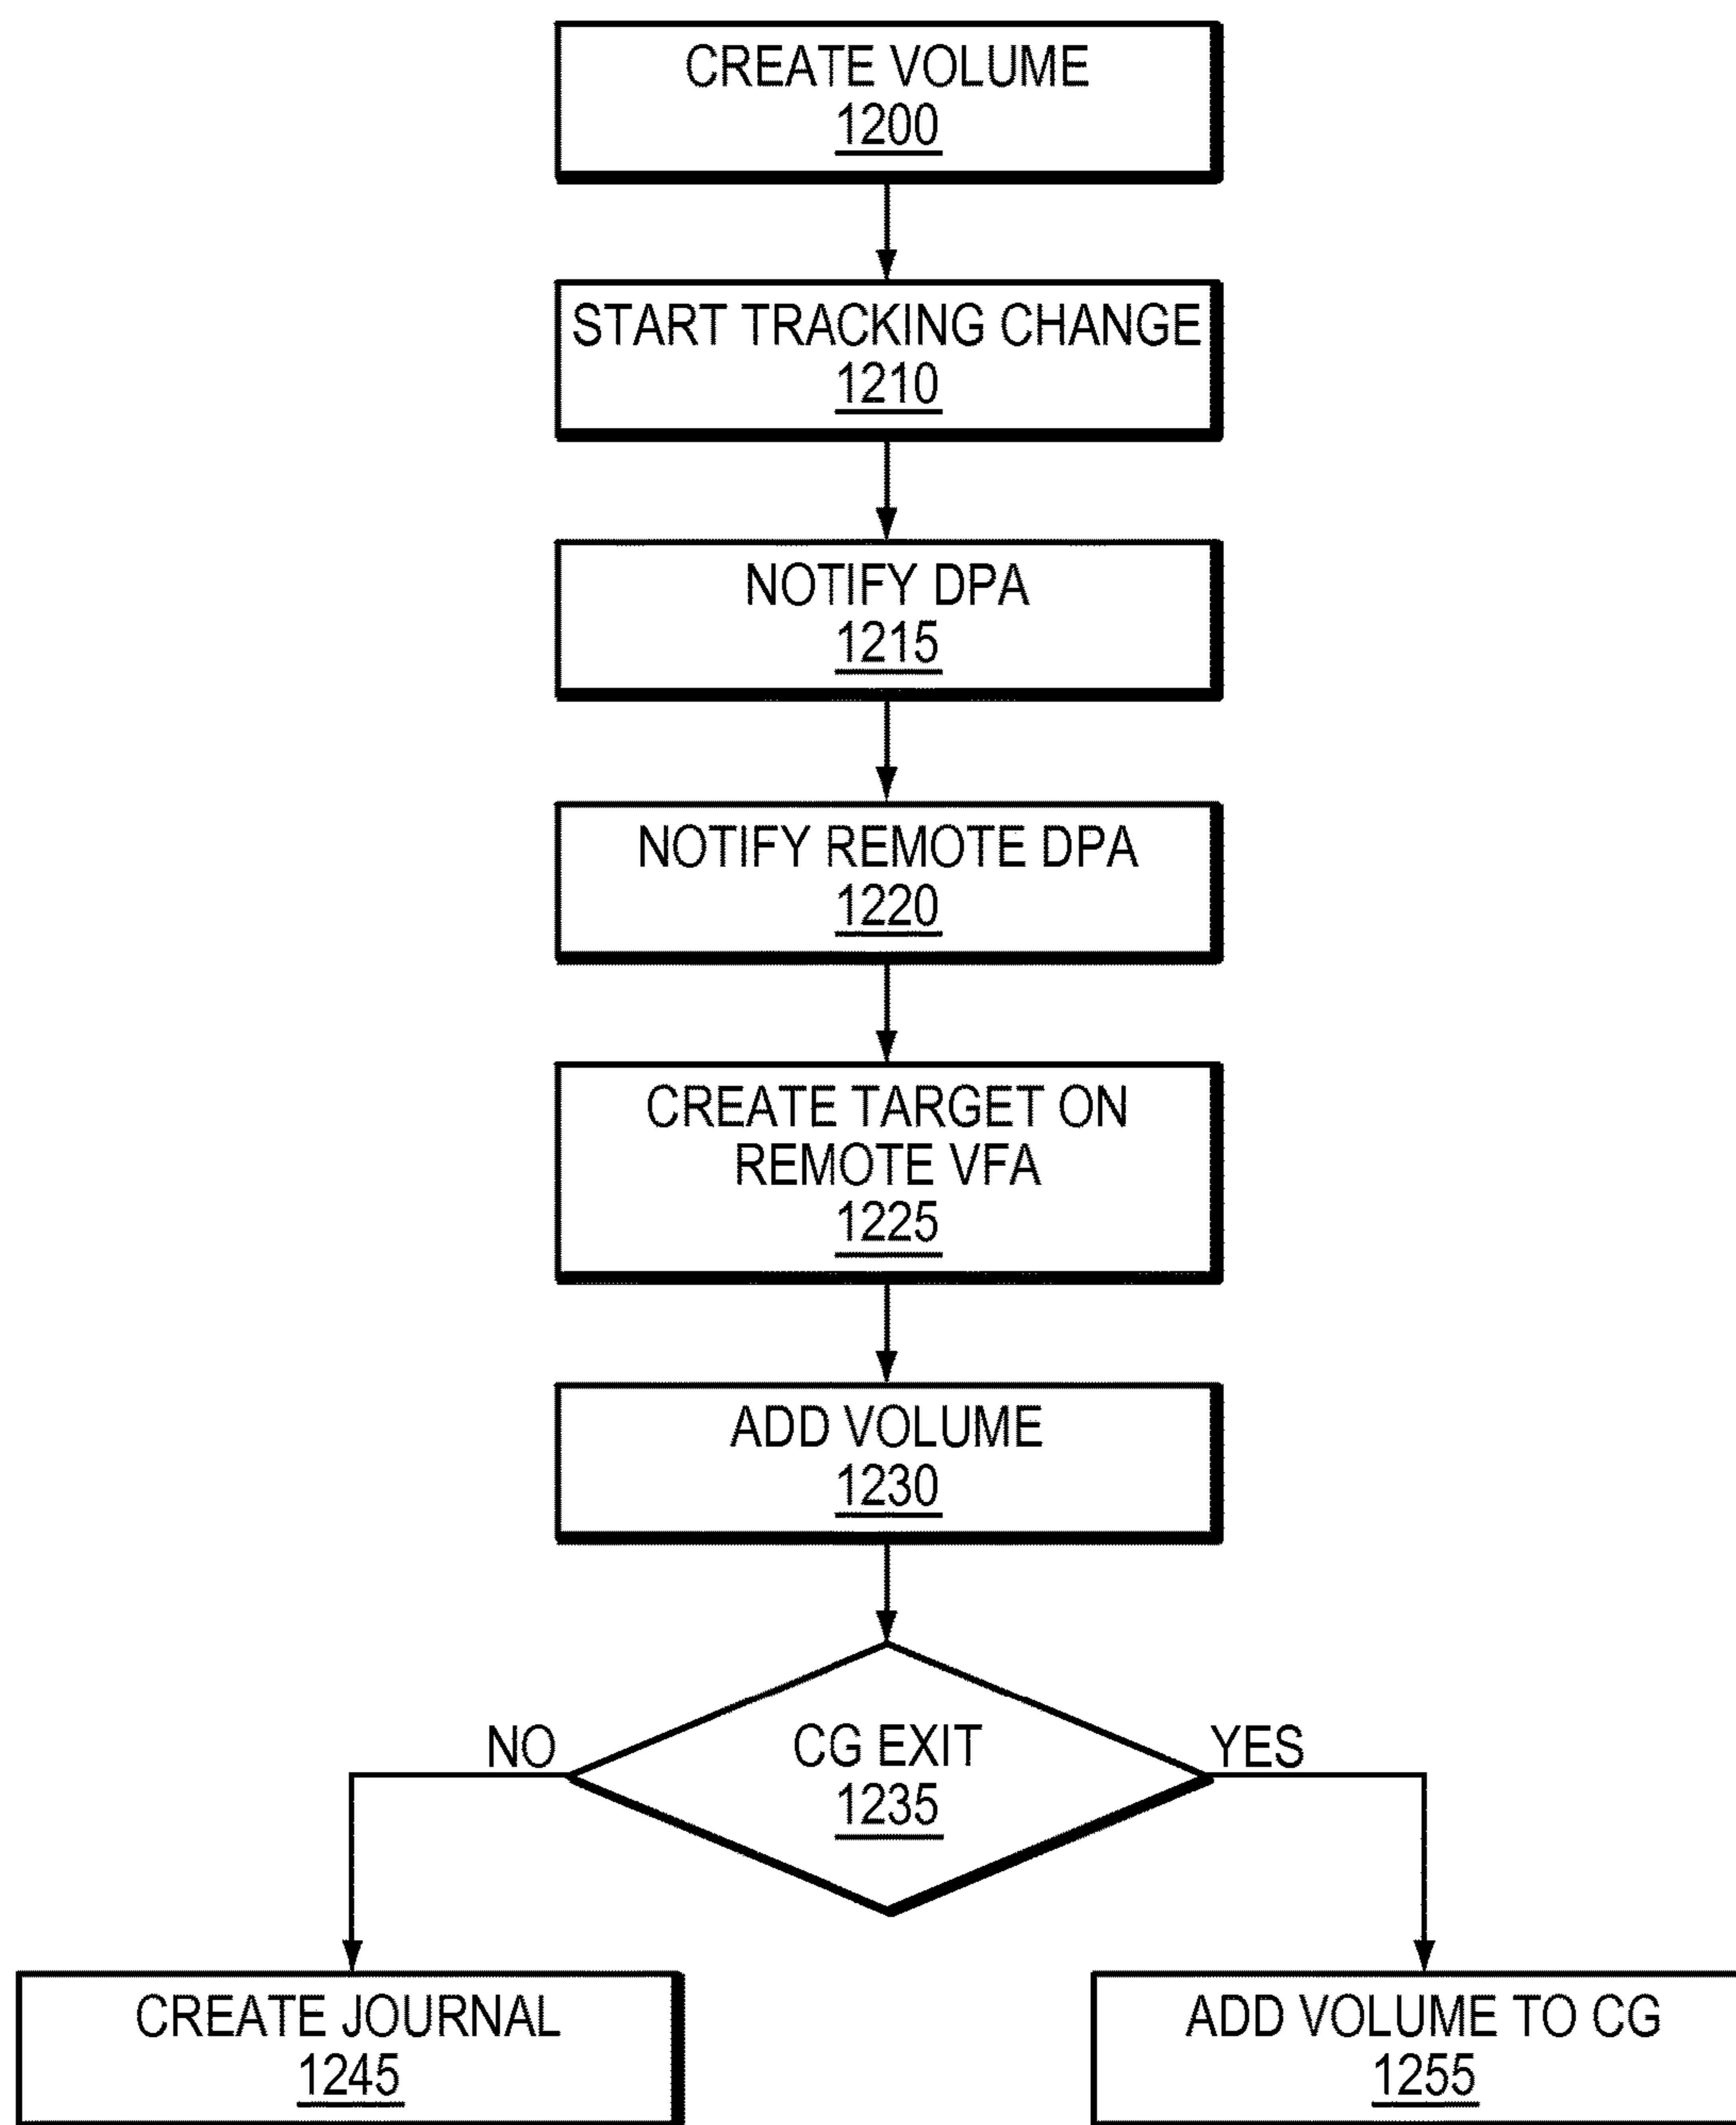 CREATE VOLUME
1200
START TRACKING CHANGE
1210
NOTIFY DPA
1215
NOTIFY REMOTE DPA
1220
CREATE TARGET ON
REMOTE VFA
1225
ADD VOLUME
1230
NO
CG EXIT
YES
1235
CREATE JOURNAL
1245
ADD VOLUME TO CG
1255